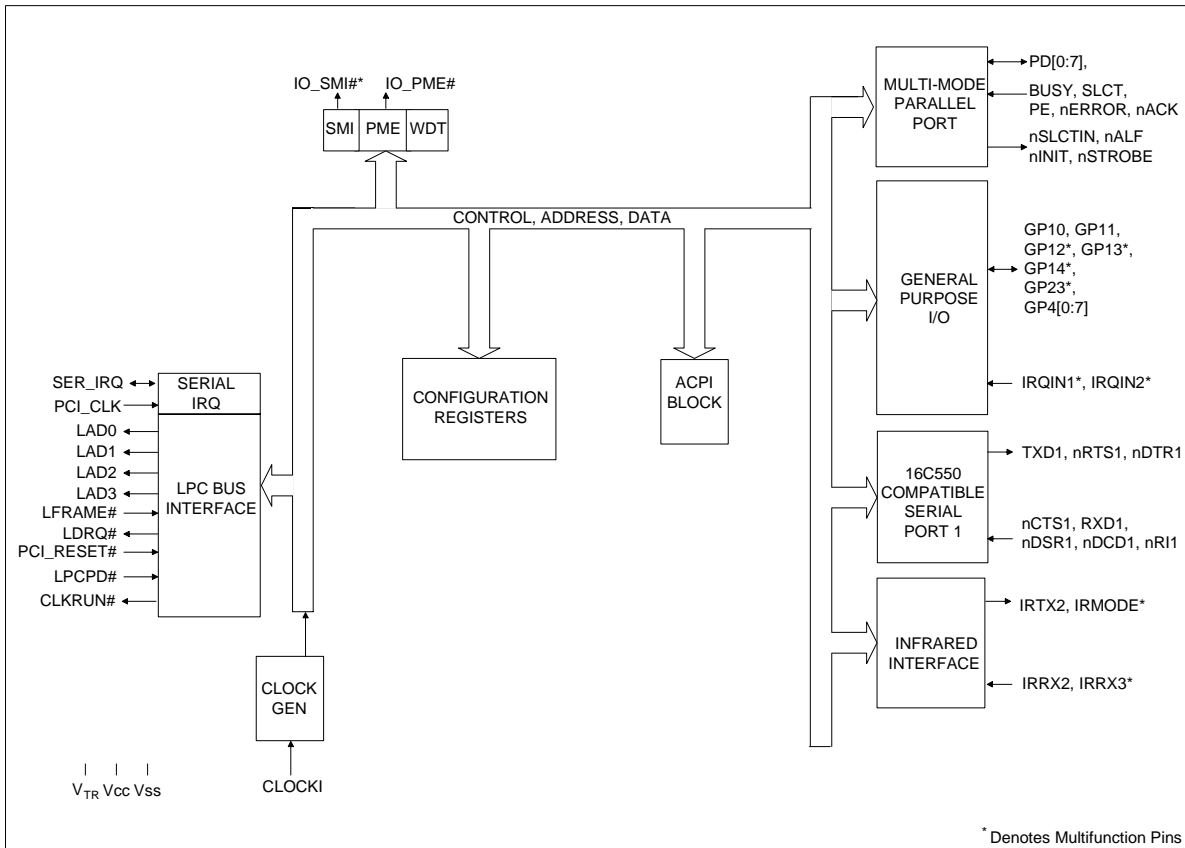 IO_SMI#*
IO_PME#
SMI
PME
WDT
CONTROL, ADDRESS, DATA
MULTI-MODE
PARALLEL
PORT
PD[0:7],
BUSY, SLCT,
PE, nERROR, nACK
nSLCTIN, nALF
nINIT, nSTROBE
GENERAL
PURPOSE
I/O
GP10, GP11,
GP12*, GP13*,
GP14*,
GP23*,
GP4[0:7]
IRQIN1*, IRQIN2*
SER_IRQ
PCI_CLK
LAD0
LAD1
LAD2
LAD3
LFRAME#
LDRQ#
PCI_RESET#
LPCPD#
CLKRUN#
SERIAL
IRQ
LPC BUS
INTERFACE
CONFIGURATION
REGISTERS
ACPI
BLOCK
16C550
COMPATIBLE
SERIAL
PORT 1
TXD1, nRTS1, nDTR1
nCTS1, RXD1,
nDSR1, nDCD1, nRI1
INFRARED
INTERFACE
IRTX2, IRMODE*
IRRX2, IRRX3*
CLOCK
GEN
CLOCKI
VTR Vcc Vss
* Denotes Multifunction Pins